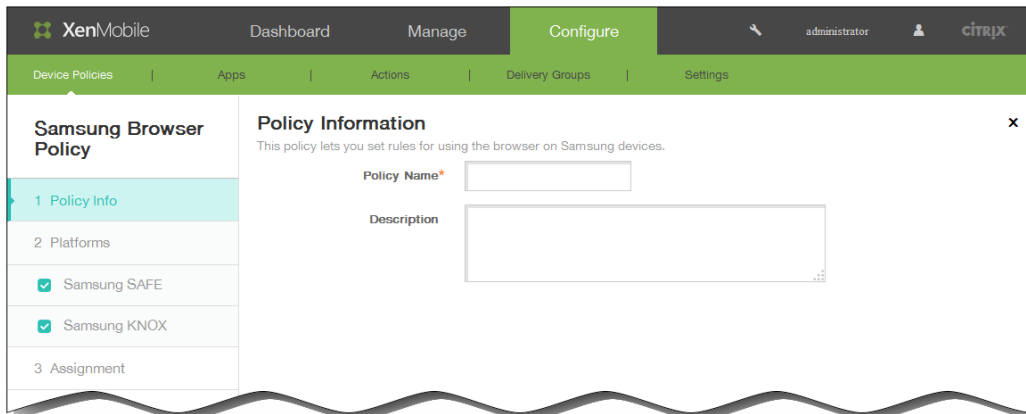 XenMobile Dashboard Manage Configure administrator CİTRIX
Device Policies | Apps | Actions | Delivery Groups | Settings
Samsung Browser
Policy
1 Policy Info
2 Platforms
Samsung SAFE
Samsung KNOX
3 Assignment
Policy Information
x
This policy lets you set rules for using the browser on Samsung devices.
Policy Name*
Description